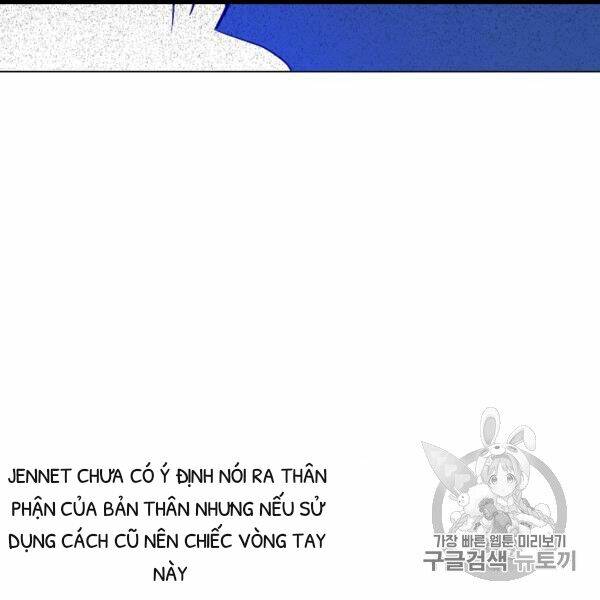 JENNET CHƯA CÓ Ý ĐỊNH NÓI RA THÂN
PHẬN CỦA BẢN THÂN NHƯNG NẾU SỬ
DỤNG CÁCH CŨ NÊN CHIẾC VÒNG TAY
NÀY
가장 빠른 웹툰 미리보기
구글검색 뉴토끼